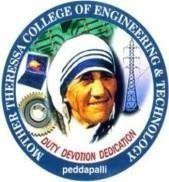 MOTHER THERESSA COLLEGE OF ENGINEERING & TECHNOLOGY
DUTY DEVOTION DEDICATION
peddapalli